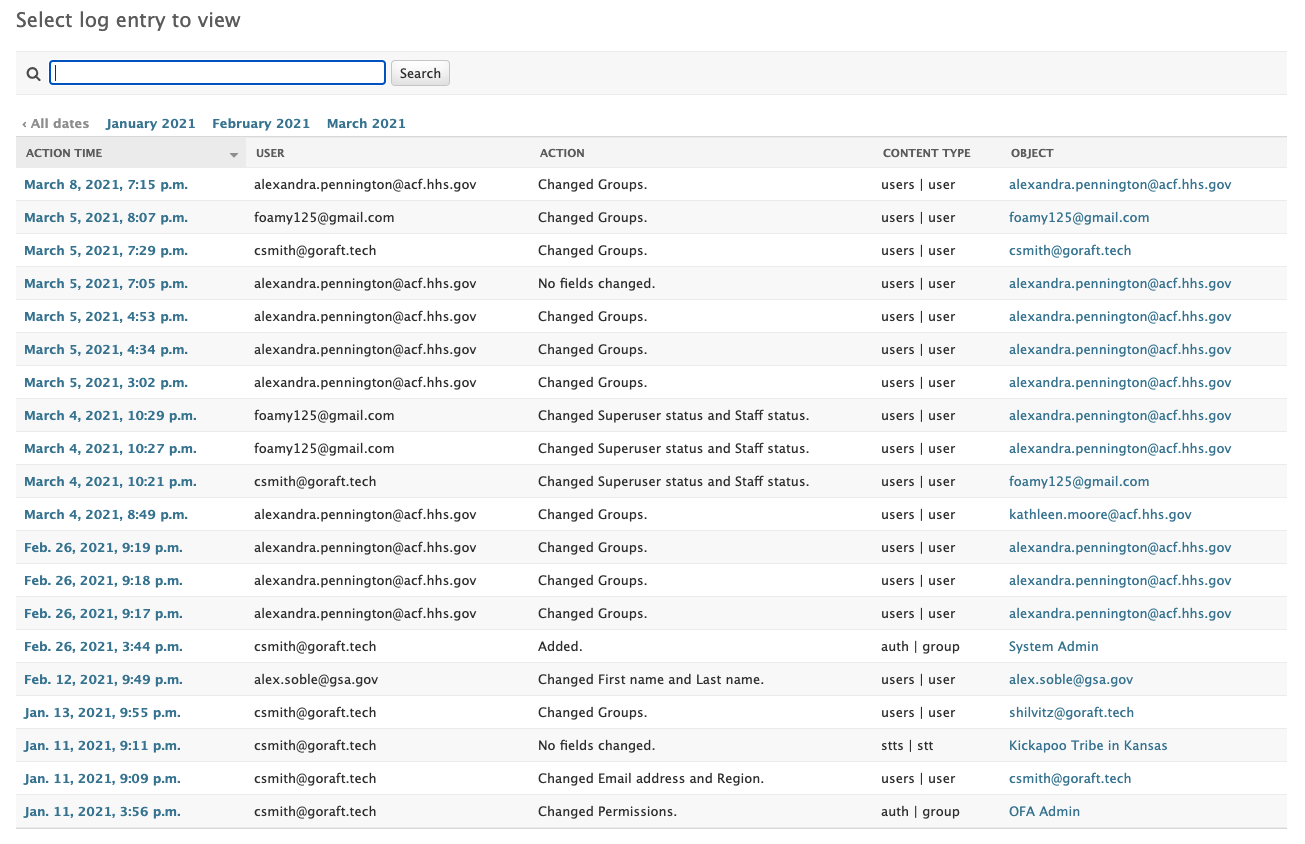 Select log entry to view
Search
‹ All dates January 2021 February 2021 March 2021
ACTION TIME USER ACTION CONTENT TYPE OBJECT
March 8, 2021, 7:15 p.m. alexandra.pennington@acf.hhs.gov Changed Groups. users | user alexandra.pennington@acf.hhs.gov
March 5, 2021, 8:07 p.m. foamy125@gmail.com Changed Groups. users | user foamy125@gmail.com
March 5, 2021, 7:29 p.m. csmith@goraft.tech Changed Groups. users | user csmith@goraft.tech
March 5, 2021, 7:05 p.m. alexandra.pennington@acf.hhs.gov No fields changed. users | user alexandra.pennington@acf.hhs.gov
March 5, 2021, 4:53 p.m. alexandra.pennington@acf.hhs.gov Changed Groups. users | user alexandra.pennington@acf.hhs.gov
March 5, 2021, 4:34 p.m. alexandra.pennington@acf.hhs.gov Changed Groups. users | user alexandra.pennington@acf.hhs.gov
March 5, 2021, 3:02 p.m. alexandra.pennington@acf.hhs.gov Changed Groups. users | user alexandra.pennington@acf.hhs.gov
March 4, 2021, 10:29 p.m. foamy125@gmail.com Changed Superuser status and Staff status. users | user alexandra.pennington@acf.hhs.gov
March 4, 2021, 10:27 p.m. foamy125@gmail.com Changed Superuser status and Staff status. users | user alexandra.pennington@acf.hhs.gov
March 4, 2021, 10:21 p.m. csmith@goraft.tech Changed Superuser status and Staff status. users | user foamy125@gmail.com
March 4, 2021, 8:49 p.m. alexandra.pennington@acf.hhs.gov Changed Groups. users | user kathleen.moore@acf.hhs.gov
Feb. 26, 2021, 9:19 p.m. alexandra.pennington@acf.hhs.gov Changed Groups. users | user alexandra.pennington@acf.hhs.gov
Feb. 26, 2021, 9:18 p.m. alexandra.pennington@acf.hhs.gov Changed Groups. users | user alexandra.pennington@acf.hhs.gov
Feb. 26, 2021, 9:17 p.m. alexandra.pennington@acf.hhs.gov Changed Groups. users | user alexandra.pennington@acf.hhs.gov
Feb. 26, 2021, 3:44 p.m. csmith@goraft.tech Added. auth | group System Admin
Feb. 12, 2021, 9:49 p.m. alex.soble@gsa.gov Changed First name and Last name. users | user alex.soble@gsa.gov
Jan. 13, 2021, 9:55 p.m. csmith@goraft.tech Changed Groups. users | user shilvitz@goraft.tech
Jan. 11, 2021, 9:11 p.m. csmith@goraft.tech No fields changed. stts | stt Kickapoo Tribe in Kansas
Jan. 11, 2021, 9:09 p.m. csmith@goraft.tech Changed Email address and Region. users | user csmith@goraft.tech
Jan. 11, 2021, 3:56 p.m. csmith@goraft.tech Changed Permissions. auth | group OFA Admin